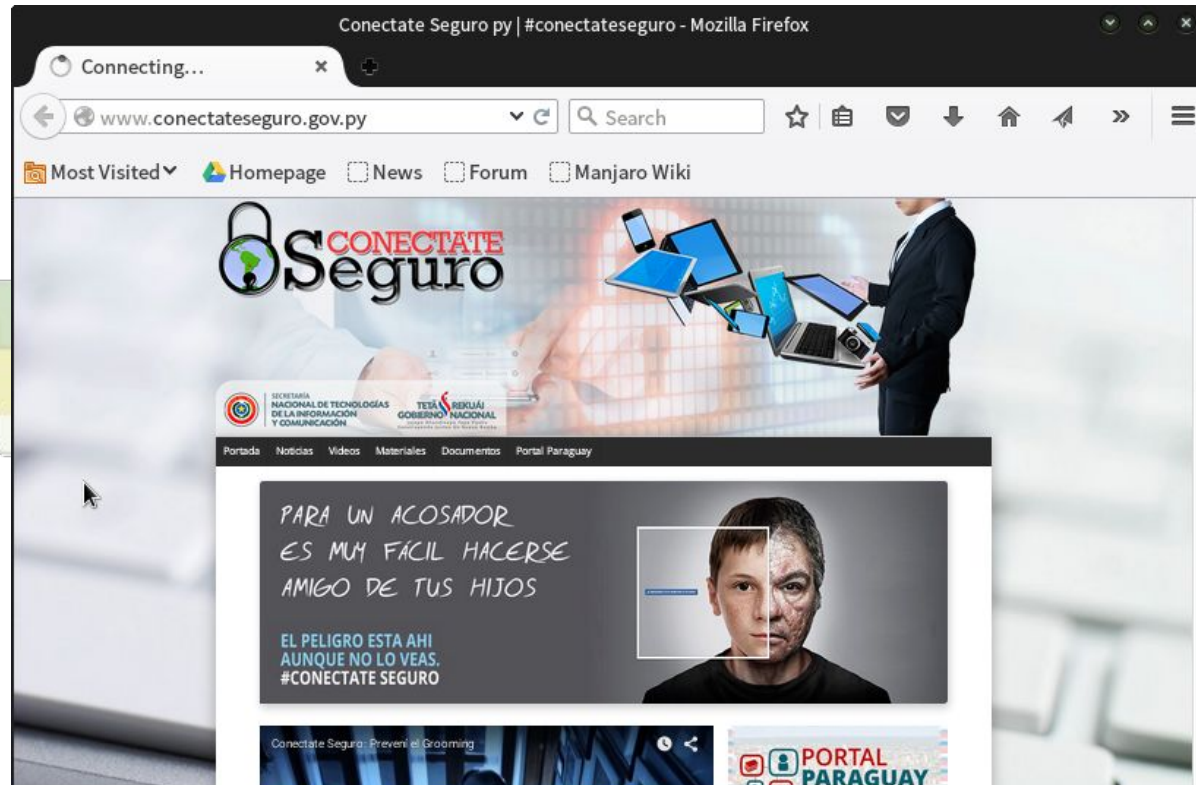 Conectate Seguro py | #conectateseguro - Mozilla Firefox
Connecting...
www.conectateseguro.gov.py
Search
Most Visited
Homepage
News
Forum
Manjaro Wiki
CONECTATE
Seguro
SECRETARÍA
NACIONAL DE TECNOLOGÍAS
DE LA INFORMACIÓN
Y COMUNICACIÓN
TETÃ REKUÁI
GOBIERNO NACIONAL
Portada Noticias Videos Materiales Documentos Portal Paraguay
PARA UN ACOSADOR
ES MUY FÁCIL HACERSE
AMIGO DE TUS HIJOS
EL PELIGRO ESTA AHI
AUNQUE NO LO VEAS.
#CONECTATE SEGURO
Conectate Seguro: Prevení el Grooming
PORTAL
PARAGUAY